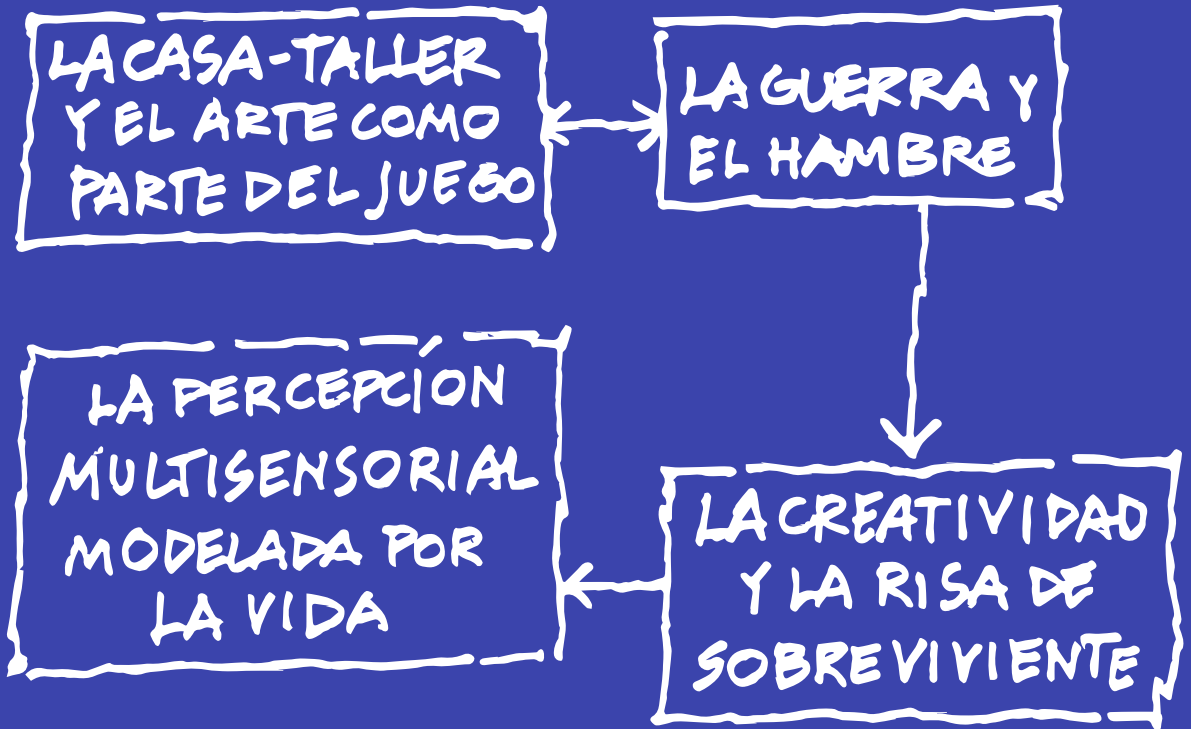 LA CASA-TALLER
Y EL ARTE COMO
PARTE DEL JUEGO
LA GUERRA Y
EL HAMBRE
LA CREATIVIDAD
Y LA RISA DE
SOBREVIVIENTE
LA PERCEPCIÓN
MULTISENSORIAL
MODELADA POR
LA VIDA